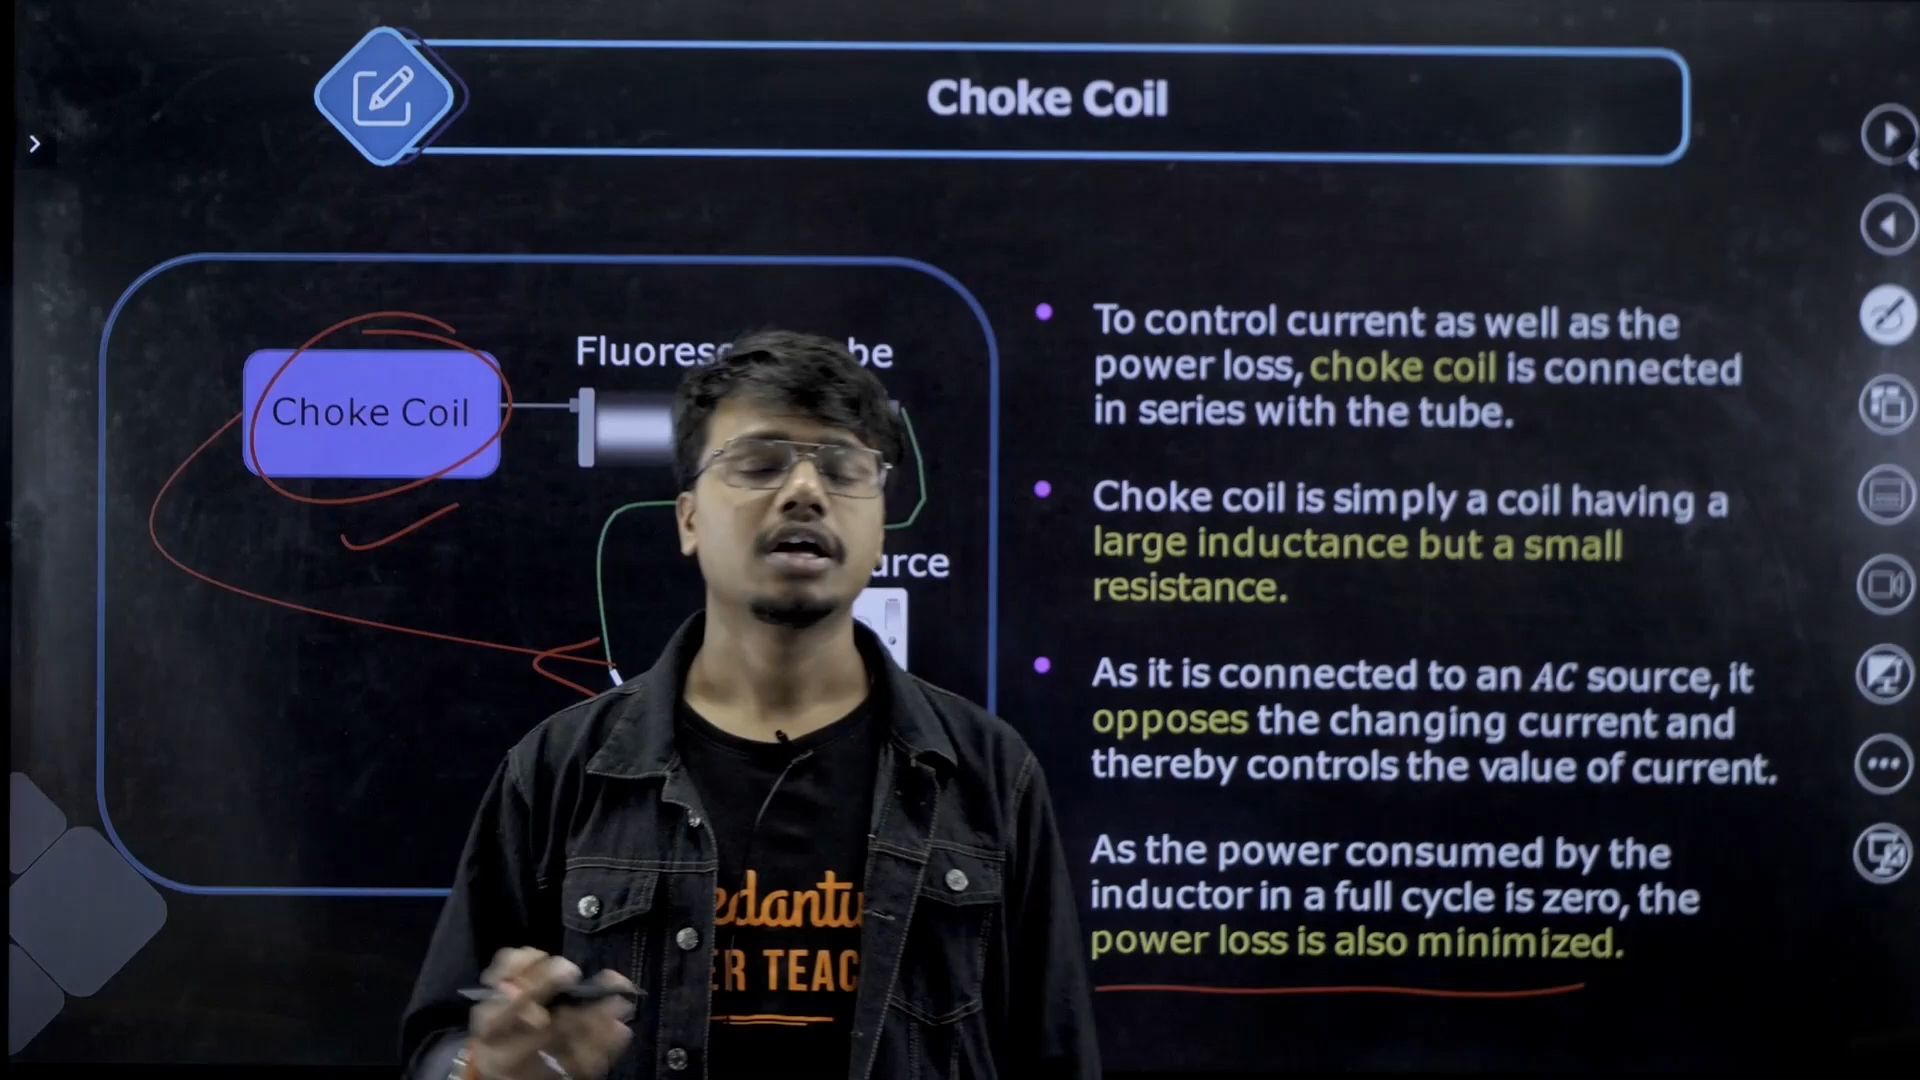 Choke Coil
Choke Coil
To control current as well as the
power loss, choke coil is connected
in series with the tube.
Choke coil is simply a coil having a
large inductance but a small
resistance.
As it is connected to an AC source, it
opposes the changing current and
thereby controls the value of current.
As the power consumed by the
inductor in a full cycle is zero, the
power loss is also minimized.